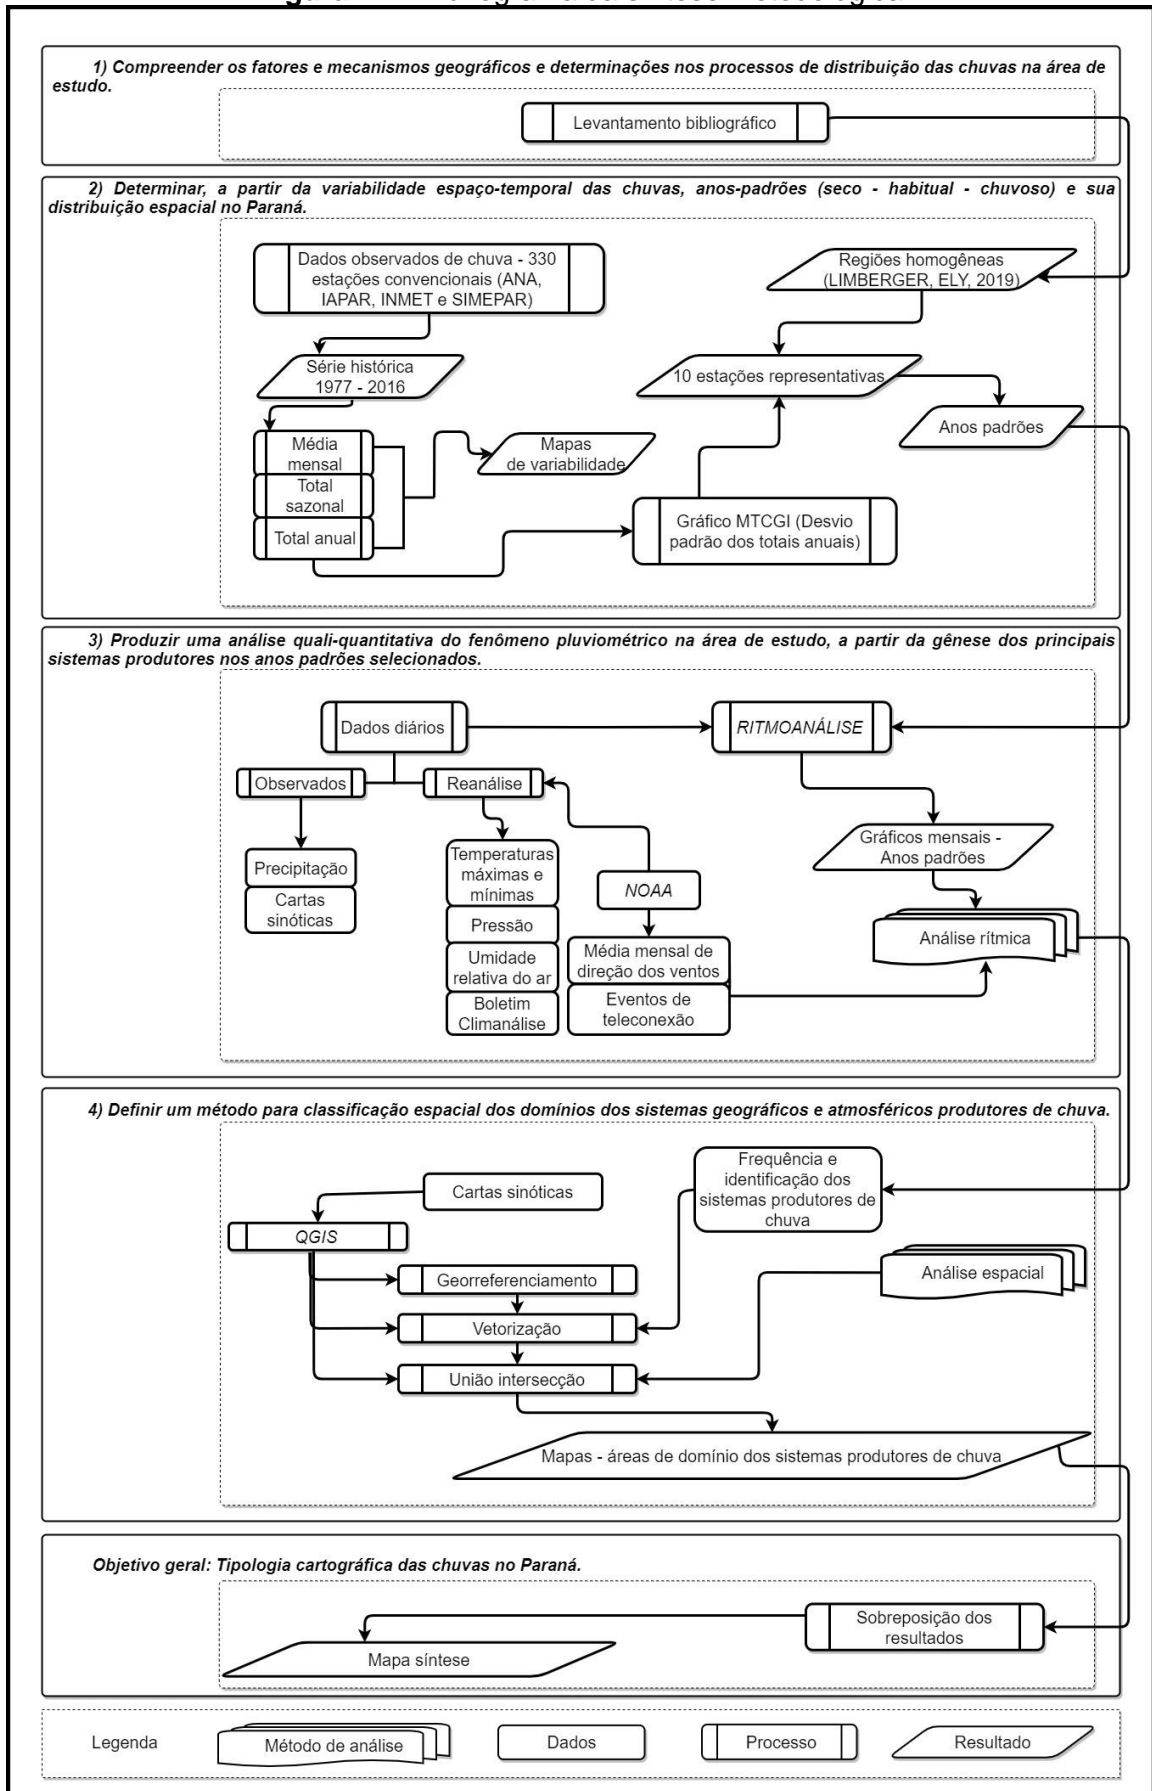 1) Compreender os fatores e mecanismos geográficos e determinações nos processos de distribuição das chuvas na área de
estudo.
Levantamento bibliográfico
2) Determinar, a partir da variabilidade espaço-temporal das chuvas, anos-padrões (seco - habitual - chuvoso) e sua
distribuição espacial no Paraná.
Dados observados de chuva - 330
estações convencionais (ANA,
IAPAR, INMET e SIMEPAR)
Regiões homogêneas
(LIMBERGER, ELY, 2019)
Série histórica
1977 - 2016
10 estações representativas
Anos padrões
Média
mensal
Total
sazonal
Total anual
Mapas
de variabilidade
Gráfico MTCGI (Desvio
padrão dos totais anuais)
3) Produzir uma análise quali-quantitativa do fenômeno pluviométrico na área de estudo, a partir da gênese dos principais
sistemas produtores nos anos padrões selecionados.
Dados diários
RITMOANÁLISE
Observados
Reanálise
Precipitação
Cartas
sinóticas
Temperaturas
máximas e
mínimas
Pressão
Umidade
relativa do ar
Boletim
Climanálise
NOAA
Média mensal de
direção dos ventos
Eventos de
teleconexão
Gráficos mensais -
Anos padrões
Análise rítmica
4) Definir um método para classificação espacial dos domínios dos sistemas geográficos e atmosféricos produtores de chuva.
Cartas sinóticas
Frequência e
identificação dos
sistemas produtores de
chuva
QGIS
Georreferenciamento
Análise espacial
Vetorização
União intersecção
Mapas - áreas de domínio dos sistemas produtores de chuva
Objetivo geral: Tipologia cartográfica das chuvas no Paraná.
Sobreposição dos
resultados
Mapa síntese
Legenda
Método de análise
Dados
Processo
Resultado